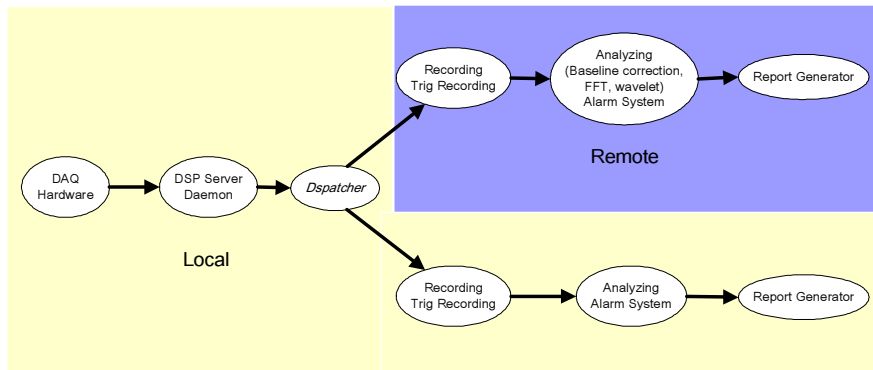 DAQ
Hardware
DSP Server
Daemon
Dspatcher
Local
Recording
Trig Recording
Analyzing
(Baseline correction,
FFT, wavelet)
Alarm System
Report Generator
Remote
Recording
Trig Recording
Analyzing
Alarm System
Report Generator